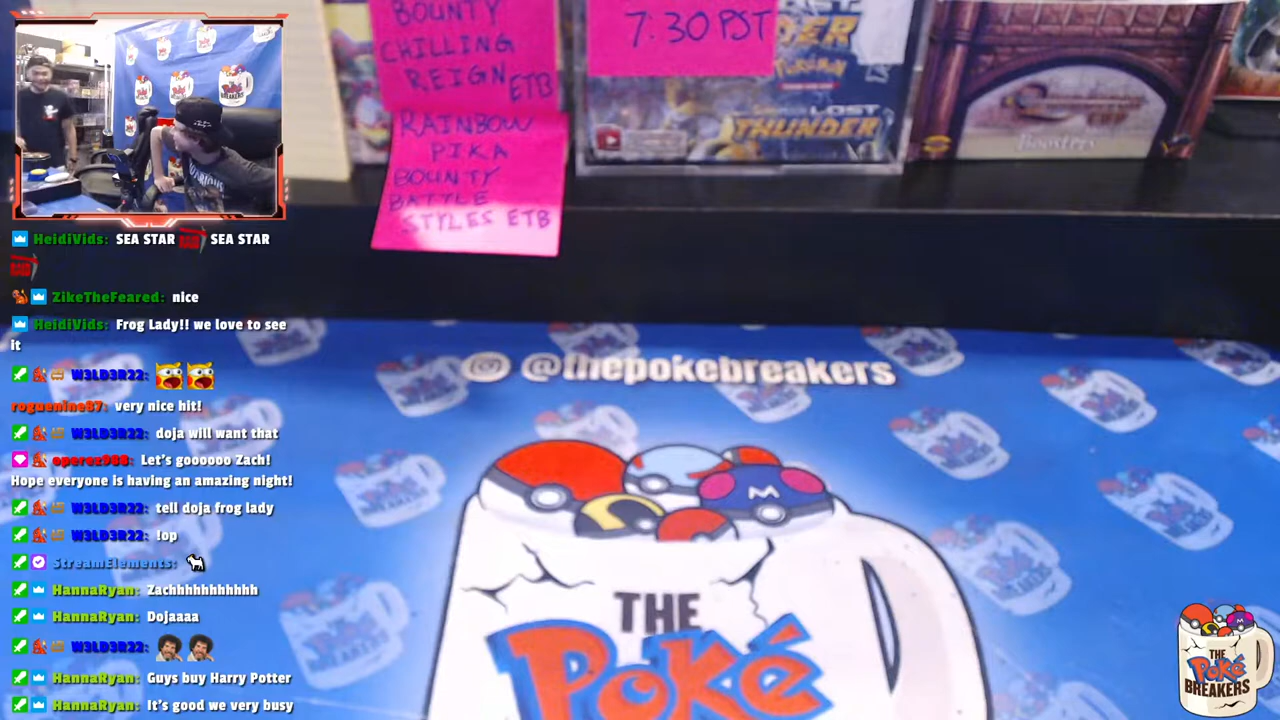 BOUNTY
CHILLING
REIGN ETB
RAINBOW
PIKA
BOUNTY
BATTLE
STYLES ETB
7:30 PST
POKÉMON
LOST
THUNDER
Boosters
HeidiVids: SEA STAR SEA STAR
ZikeTheFeared: nice
HeidiVids: Frog Lady!! we love to see
it
W3LD3R22:
roguenine87: very nice hit!
W3LD3R22: doja will want that
operez988: Let's goooooo Zach!
Hope everyone is having an amazing night!
W3LD3R22: tell doja frog lady
W3LD3R22: !op
StreamElements:
HannaRyan: Zachhhhhhhhhhh
HannaRyan: Dojaaaa
W3LD3R22:
HannaRyan: Guys buy Harry Potter
HannaRyan: It's good we very busy
@thepokebreakers
M
THE
Poké
THE
Poké
BREAKERS